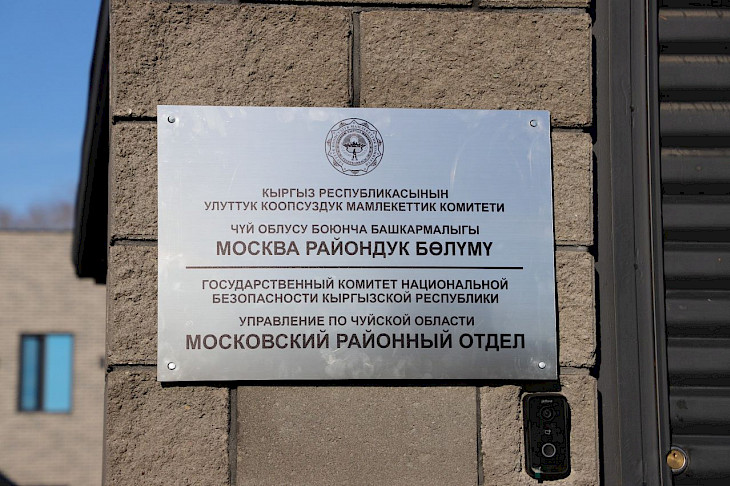 КЫРГЫЗ РЕСПУБЛИКАСЫНЫН
УЛУТТУК КООПСУЗДУК МАМЛЕКЕТТИК КОМИТЕТИ
ЧҮЙ ОБЛУСУ БОЮНЧА БАШКАРМАЛЫГЫ
МОСКВА РАЙОНДУК БӨЛҮМҮ
ГОСУДАРСТВЕННЫЙ КОМИТЕТ НАЦИОНАЛЬНОЙ
БЕЗОПАСНОСТИ КЫРГЫЗСКОЙ РЕСПУБЛИКИ
УПРАВЛЕНИЕ ПО ЧУЙСКОЙ ОБЛАСТИ
МОСКОВСКИЙ РАЙОННЫЙ ОТДЕЛ